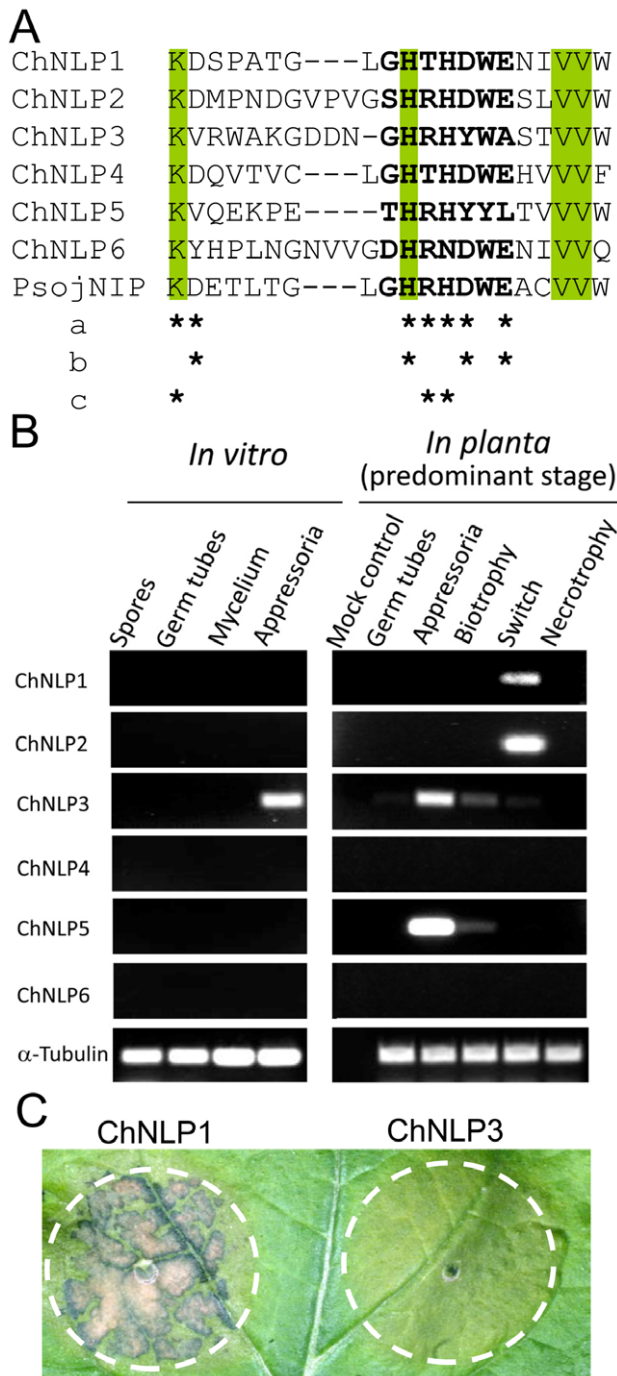 A
ChNLP1 KDSPATG---LGHTHDWENIVVW
ChNLP2 KDMPNDGVPVGSHRHDWESLVVW
ChNLP3 KVRWAKGDDN-GHRHYWASTVVW
ChNLP4 KDQVTVC---LGHTHDWEHVVVF
ChNLP5 KVQEKPE----THRHYYLTVVVW
ChNLP6 KYHPLNGNVVGDHRNDWENIVVQ
PsojNIP KDETLTG---LGHRHDWEACVVW
a ** **** *
b * * * *
c * **
B
In vitro
In planta
(predominant stage)
Spores Germ tubes Mycelium Appressoria Mock control Germ tubes Appressoria Biotrophy Switch Necrotrophy
ChNLP1
ChNLP2
ChNLP3
ChNLP4
ChNLP5
ChNLP6
α-Tubulin
C
ChNLP1 ChNLP3